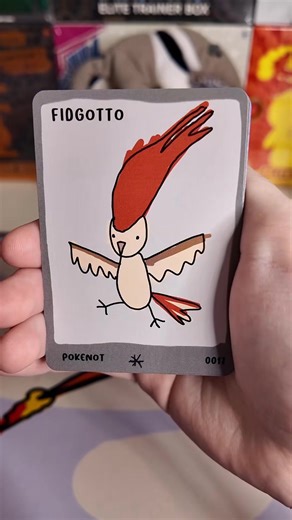 ELITE TRAINER BOX
FIDGOTTO
POKENOT